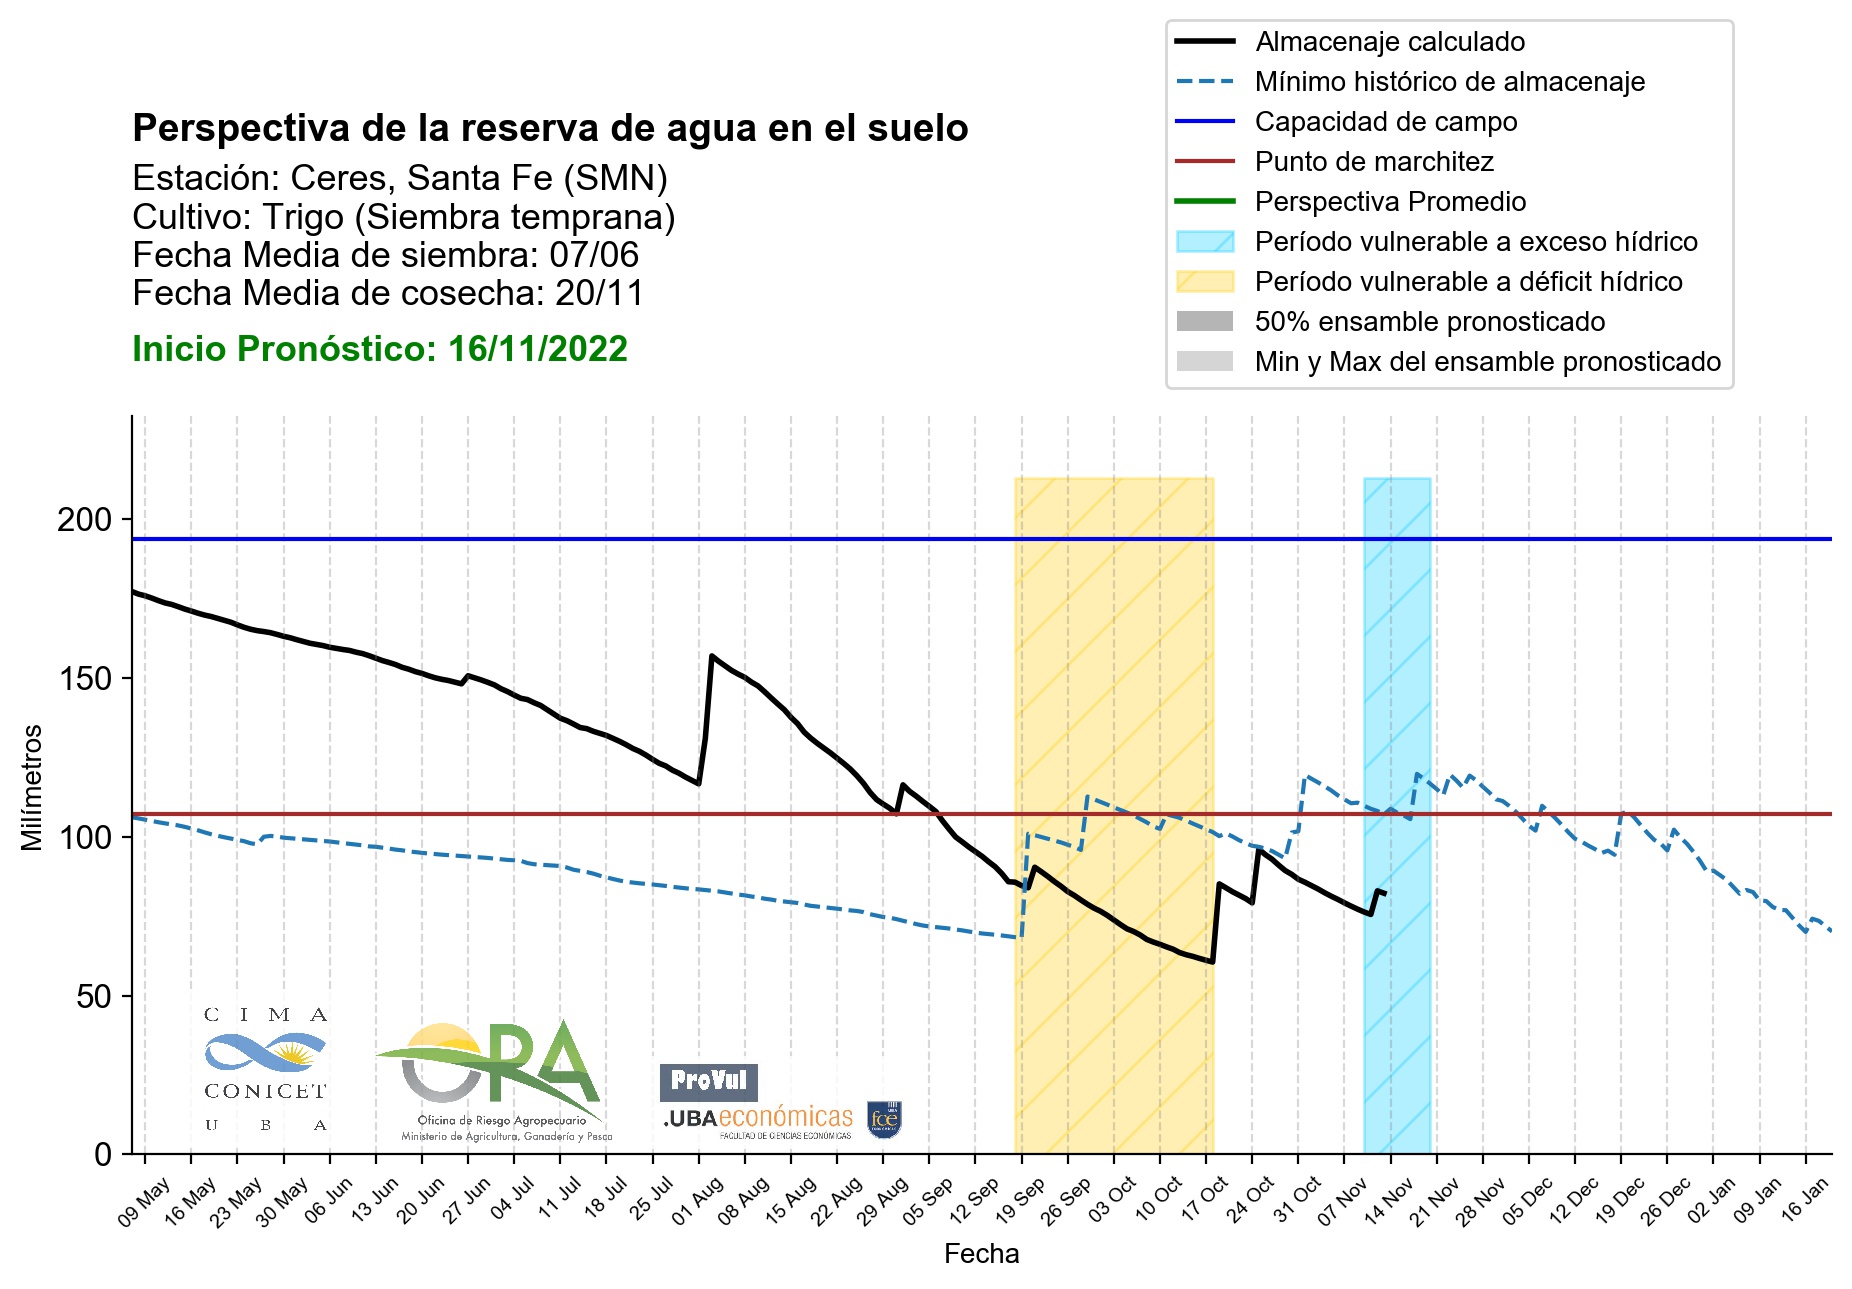 Almacenaje calculado
Mínimo histórico de almacenaje
Capacidad de campo
Punto de marchitez
Perspectiva Promedio
Período vulnerable a exceso hídrico
Período vulnerable a déficit hídrico
50% ensamble pronosticado
Min y Max del ensamble pronosticado
Perspectiva de la reserva de agua en el suelo
Estación: Ceres, Santa Fe (SMN)
Cultivo: Trigo (Siembra temprana)
Fecha Media de siembra: 07/06
Fecha Media de cosecha: 20/11
Inicio Pronóstico: 16/11/2022
Milímetros
200
150
100
50
0
C I M A
CONICET
U B A
OPA
Oficina de Riesgo Agropecuario
Ministerio de Agricultura, Ganadería y Pesca
ProVul
.UBAeconómicas
FACULTAD DE CIENCIAS ECONÓMICAS
fce
09 May
16 May
23 May
30 May
06 Jun
13 Jun
20 Jun
27 Jun
04 Jul
11 Jul
18 Jul
25 Jul
01 Aug
08 Aug
15 Aug
22 Aug
29 Aug
05 Sep
12 Sep
19 Sep
26 Sep
03 Oct
10 Oct
17 Oct
24 Oct
31 Oct
07 Nov
14 Nov
21 Nov
28 Nov
05 Dec
12 Dec
19 Dec
26 Dec
02 Jan
09 Jan
16 Jan
Fecha